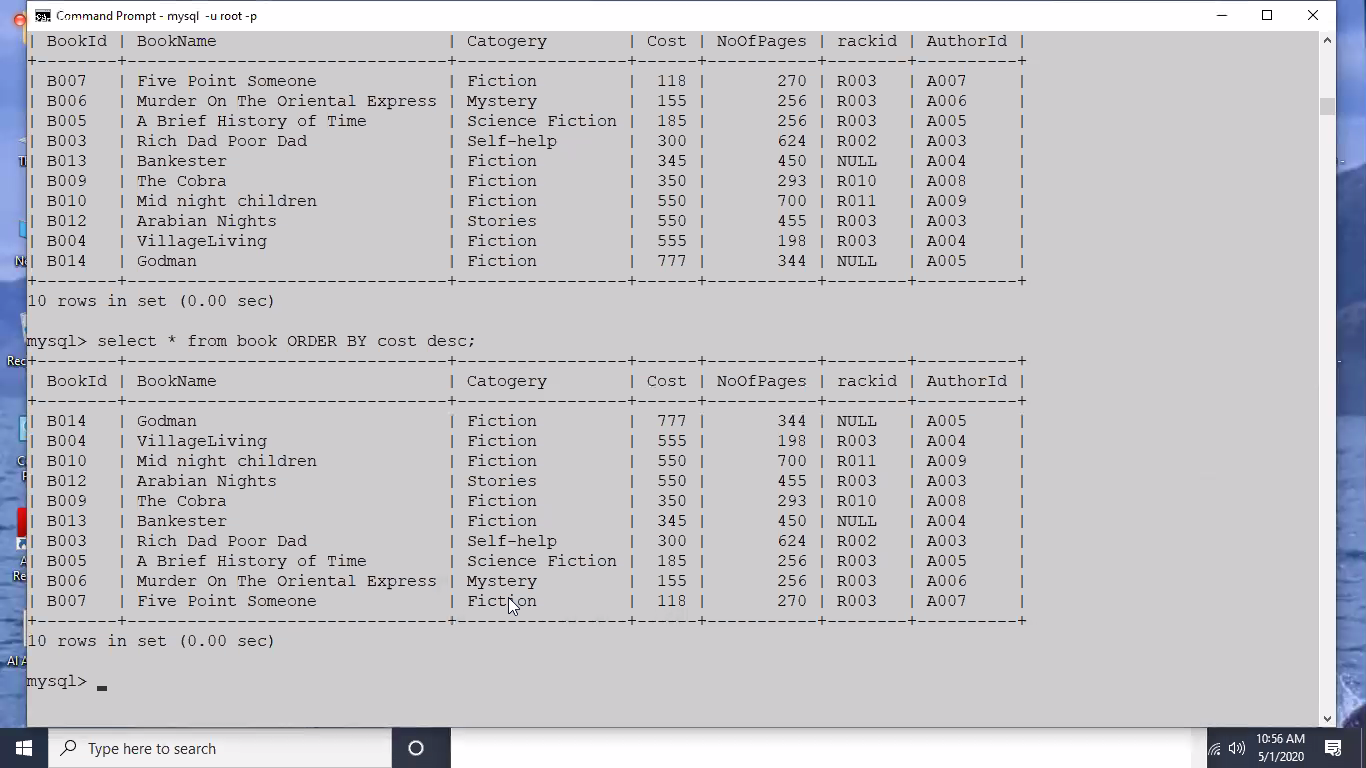 Command Prompt - mysql -u root -p
| BookId | BookName                      | Catogery        | Cost | NoOfPages | rackid | AuthorId |
+--------+-------------------------------+-----------------+------+-----------+--------+----------+
| B007   | Five Point Someone            | Fiction         |  118 |       270 | R003   | A007     |
| B006   | Murder On The Oriental Express | Mystery         |  155 |       256 | R003   | A006     |
| B005   | A Brief History of Time       | Science Fiction |  185 |       256 | R003   | A005     |
| B003   | Rich Dad Poor Dad             | Self-help       |  300 |       624 | R002   | A003     |
| B013   | Bankester                     | Fiction         |  345 |       450 | NULL   | A004     |
| B009   | The Cobra                     | Fiction         |  350 |       293 | R010   | A008     |
| B010   | Mid night children            | Fiction         |  550 |       700 | R011   | A009     |
| B012   | Arabian Nights                | Stories         |  550 |       455 | R003   | A003     |
| B004   | VillageLiving                 | Fiction         |  555 |       198 | R003   | A004     |
| B014   | Godman                        | Fiction         |  777 |       344 | NULL   | A005     |
+--------+-------------------------------+-----------------+------+-----------+--------+----------+
10 rows in set (0.00 sec)
mysql> select * from book ORDER BY cost desc;
+--------+-------------------------------+-----------------+------+-----------+--------+----------+
| BookId | BookName                      | Catogery        | Cost | NoOfPages | rackid | AuthorId |
+--------+-------------------------------+-----------------+------+-----------+--------+----------+
| B014   | Godman                        | Fiction         |  777 |       344 | NULL   | A005     |
| B004   | VillageLiving                 | Fiction         |  555 |       198 | R003   | A004     |
| B010   | Mid night children            | Fiction         |  550 |       700 | R011   | A009     |
| B012   | Arabian Nights                | Stories         |  550 |       455 | R003   | A003     |
| B009   | The Cobra                     | Fiction         |  350 |       293 | R010   | A008     |
| B013   | Bankester                     | Fiction         |  345 |       450 | NULL   | A004     |
| B003   | Rich Dad Poor Dad             | Self-help       |  300 |       624 | R002   | A003     |
| B005   | A Brief History of Time       | Science Fiction |  185 |       256 | R003   | A005     |
| B006   | Murder On The Oriental Express | Mystery         |  155 |       256 | R003   | A006     |
| B007   | Five Point Someone            | Fiction         |  118 |       270 | R003   | A007     |
+--------+-------------------------------+-----------------+------+-----------+--------+----------+
10 rows in set (0.00 sec)
mysql>
Type here to search
10:56 AM
5/1/2020